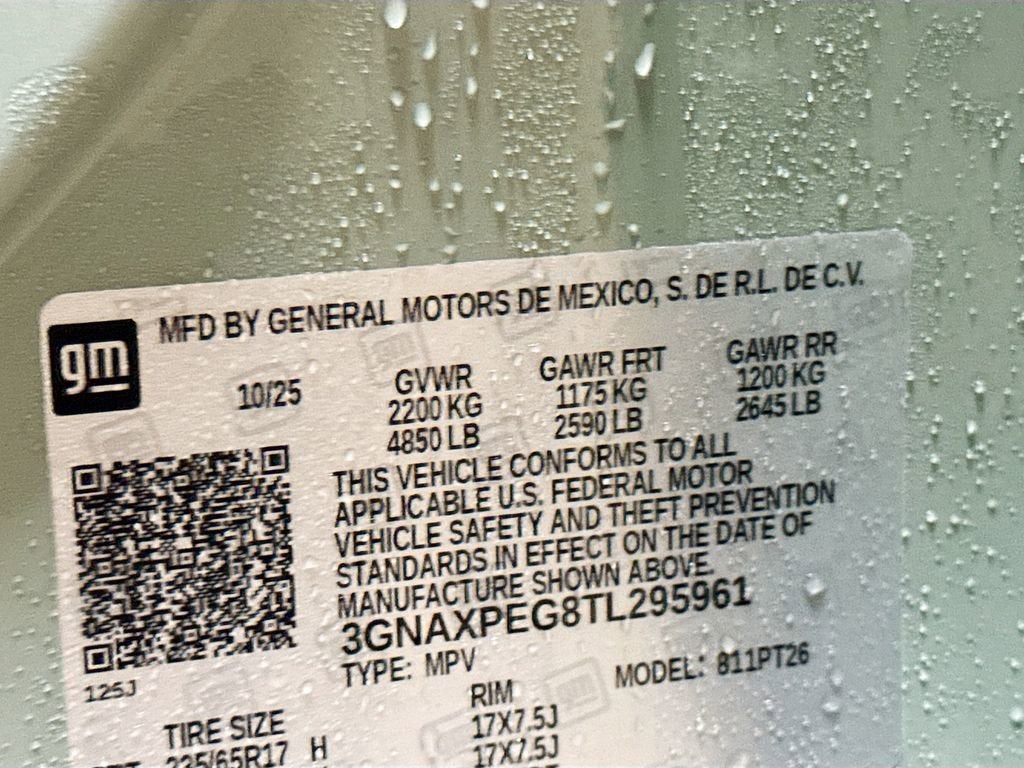 gm
MFD BY GENERAL MOTORS DE MEXICO, S. DE R.L. DE C.V.
10/25 GVWR GAWR FRT GAWR RR
2200 KG 1175 KG 1200 KG
4850 LB 2590 LB 2645 LB
THIS VEHICLE CONFORMS TO ALL
APPLICABLE U.S. FEDERAL MOTOR
VEHICLE SAFETY AND THEFT PREVENTION
STANDARDS IN EFFECT ON THE DATE OF
MANUFACTURE SHOWN ABOVE.
3GNAXPEG8TL295961
TYPE: MPV MODEL: 811PT26
125J
TIRE SIZE RIM
17X7.5J
H 17X7.5J